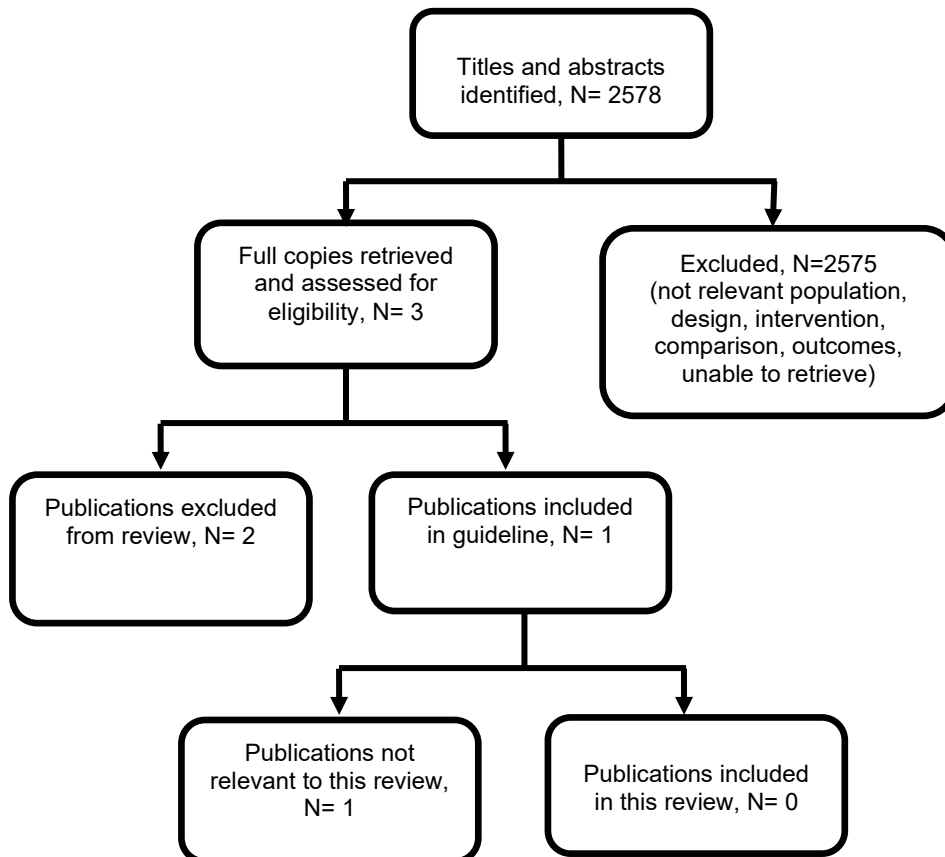 Titles and abstracts
identified, N= 2578
Full copies retrieved
and assessed for
eligibility, N= 3
Excluded, N=2575
(not relevant population,
design, intervention,
comparison, outcomes,
unable to retrieve)
Publications excluded
from review, N= 2
Publications included
in guideline, N= 1
Publications not
relevant to this review,
N= 1
Publications included
in this review, N= 0